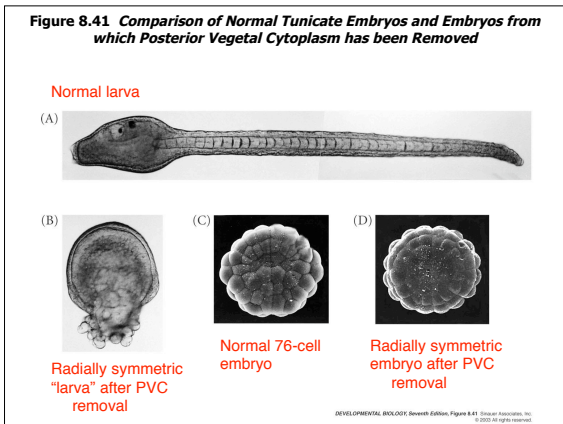 Figure 8.41 Comparison of Normal Tunicate Embryos and Embryos from
which Posterior Vegetal Cytoplasm has been Removed
Normal larva
(A)
(B)
(C)
(D)
Radially symmetric
“larva” after PVC
removal
Normal 76-cell
embryo
Radially symmetric
embryo after PVC
removal
DEVELOPMENTAL BIOLOGY, Seventh Edition, Figure 8.41 Sinauer Associates, Inc.
© 2003 All rights reserved.